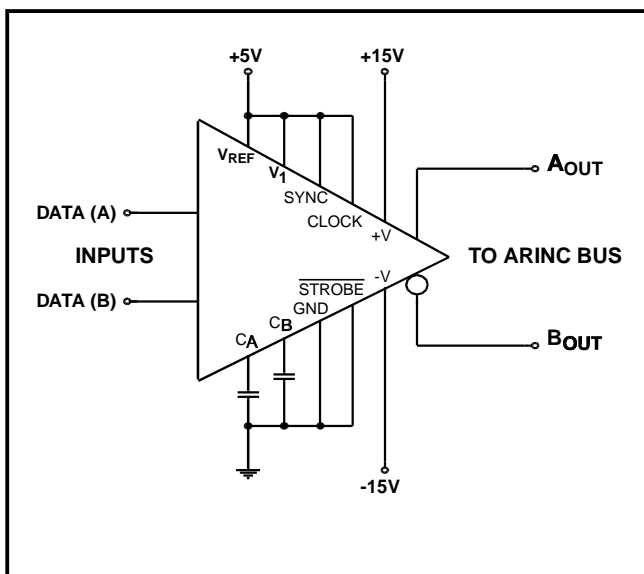 +5V
+15V
VREF
V1
SYNC
CLOCK
+V
AOUT
DATA (A)
INPUTS
TO ARINC BUS
DATA (B)
STROBE
-V
GND
CB
CA
BOUT
-15V